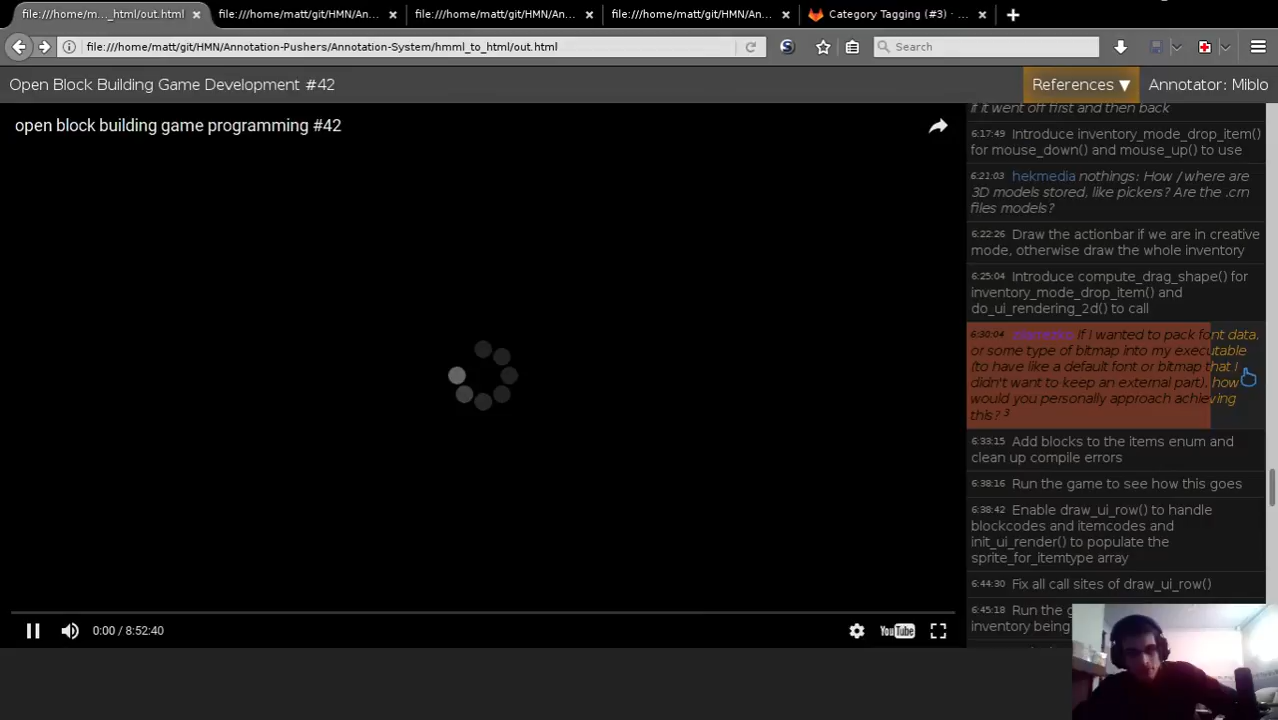 file:///home/m..._html/out.html
file:///home/matt/git/HMN/An...
file:///home/matt/git/HMN/An...
file:///home/matt/git/HMN/An...
Category Tagging (#3) · ...
file:///home/matt/git/HMN/Annotation-Pushers/Annotation-System/hmml_to_html/out.html
Search
Open Block Building Game Development #42
References ▼
Annotator: Miblo
open block building game programming #42
if it went off first and then back
6:17:49 Introduce inventory_mode_drop_item()
for mouse_down() and mouse_up() to use
6:21:03 hekmedia nothings: How / where are
3D models stored, like pickers? Are the .crn
files models?
6:22:26 Draw the actionbar if we are in creative
mode, otherwise draw the whole inventory
6:25:04 Introduce compute_drag_shape() for
inventory_mode_drop_item() and
do_ui_rendering_2d() to call
6:30:04 If I wanted to pack font data,
or some type of bitmap into my executable
(to have like a default font or bitmap that I
didn't want to keep an external part), how
would you personally approach achieving
this? 3
6:33:15 Add blocks to the items enum and
clean up compile errors
6:38:16 Run the game to see how this goes
6:38:42 Enable draw_ui_row() to handle
blockcodes and itemcodes and
init_ui_render() to populate the
sprite_for_itemtype array
6:44:30 Fix all call sites of draw_ui_row()
6:45:18 Run the
inventory being
0:00 / 8:52:40
YouTube